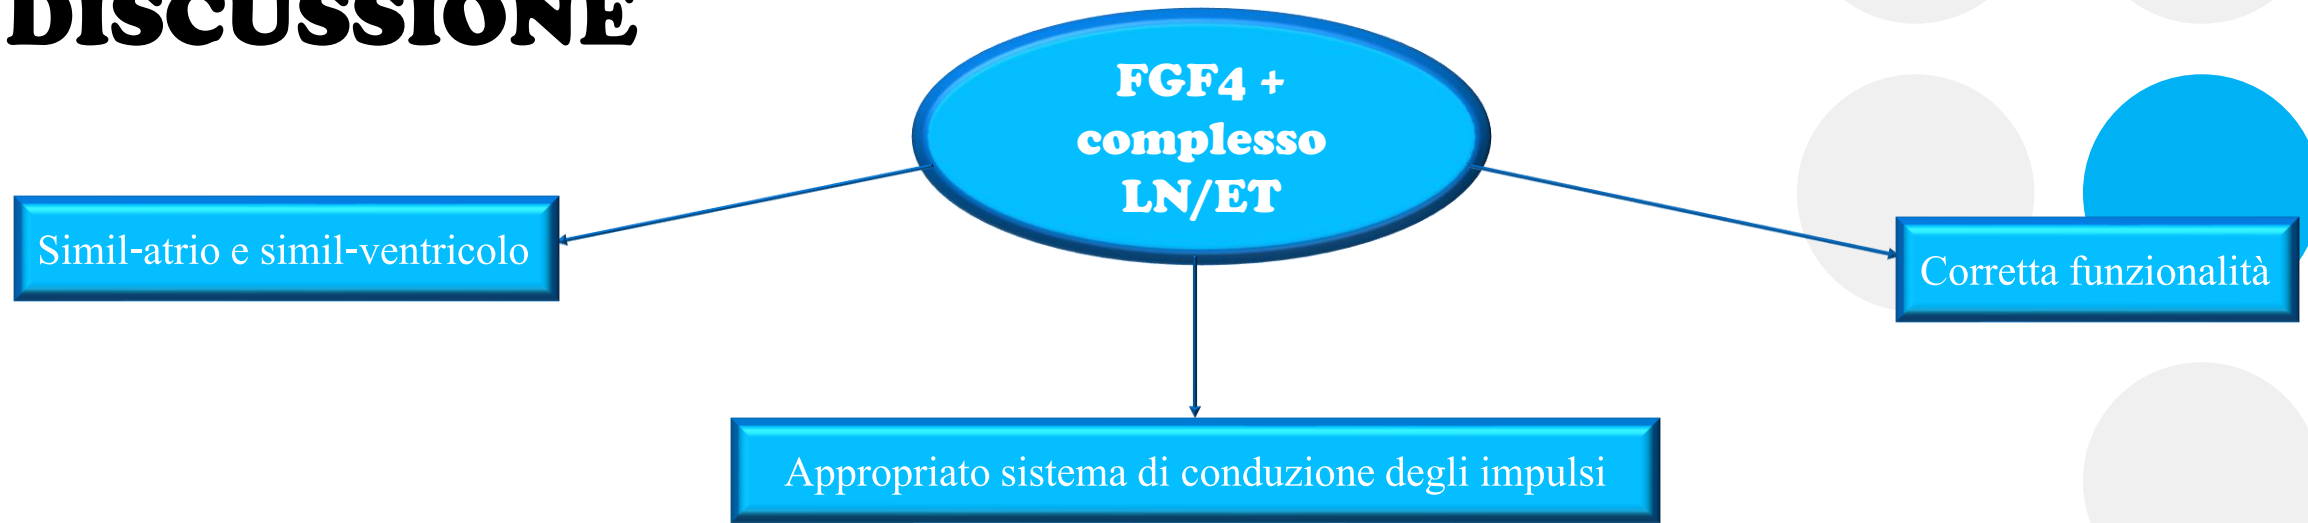 DISCUSSIONE
FGF4 +
complesso
LN/ET
Simil-atrio e simil-ventricolo
Corretta funzionalità
Appropriato sistema di conduzione degli impulsi